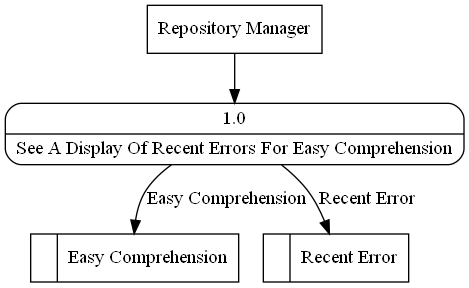 Repository Manager
1.0
See A Display Of Recent Errors For Easy Comprehension
Easy Comprehension
Recent Error
Easy Comprehension
Recent Error